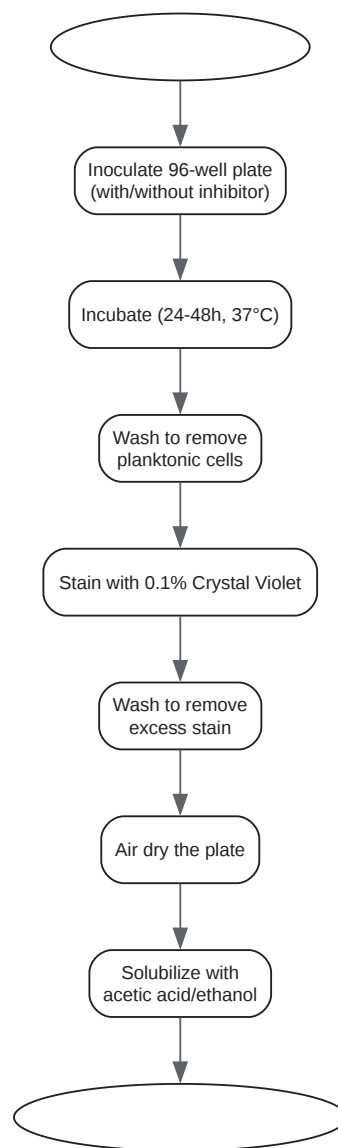 Inoculate 96-well plate
(with/without inhibitor)
Incubate (24-48h, 37°C)
Wash to remove
planktonic cells
Stain with 0.1% Crystal Violet
Wash to remove
excess stain
Air dry the plate
Solubilize with
acetic acid/ethanol